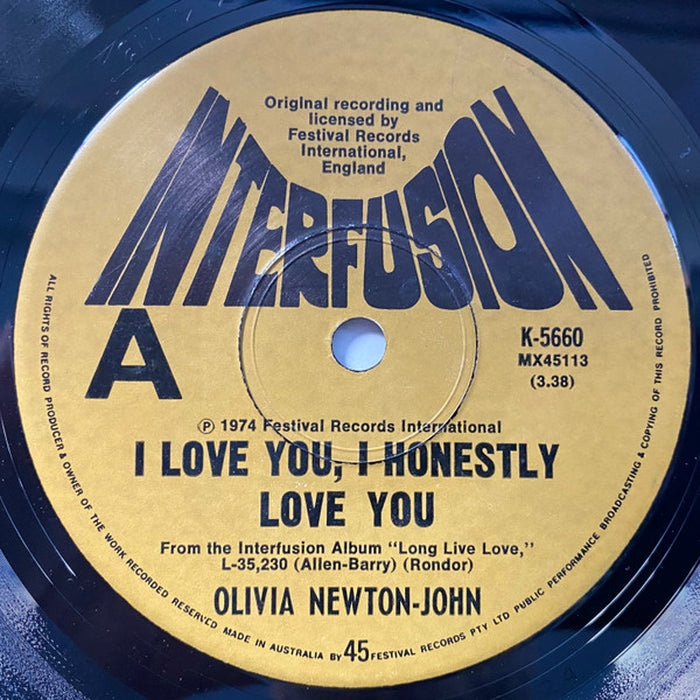 Original recording and
licensed by
Festival Records
International,
England
INTERFUSION
A
K-5660
MX45113
(3.38)
℗ 1974 Festival Records International
I LOVE YOU, I HONESTLY
LOVE YOU
From the Interfusion Album "Long Live Love,"
L-35,230 (Allen-Barry) (Rondor)
OLIVIA NEWTON-JOHN
45
ALL RIGHTS OF RECORD PRODUCER & OWNER OF THE WORK RECORDED RESERVED MADE IN AUSTRALIA BY FESTIVAL RECORDS PTY LTD PUBLIC PERFORMANCE BROADCASTING & COPYING OF THIS RECORD PROHIBITED